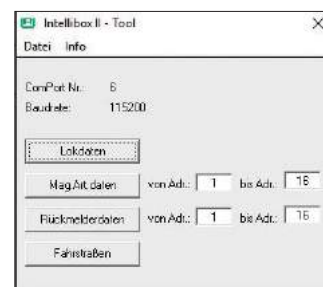 Intellibox II - Tool
Datei Info
ComPort Nr.: 6
Baudrate: 115200
Lokdaten
Mag.Art.daten von Adr.: 1 bis Adr.: 16
Rückmelderdaten von Adr.: 1 bis Adr.: 16
Fahrstraßen